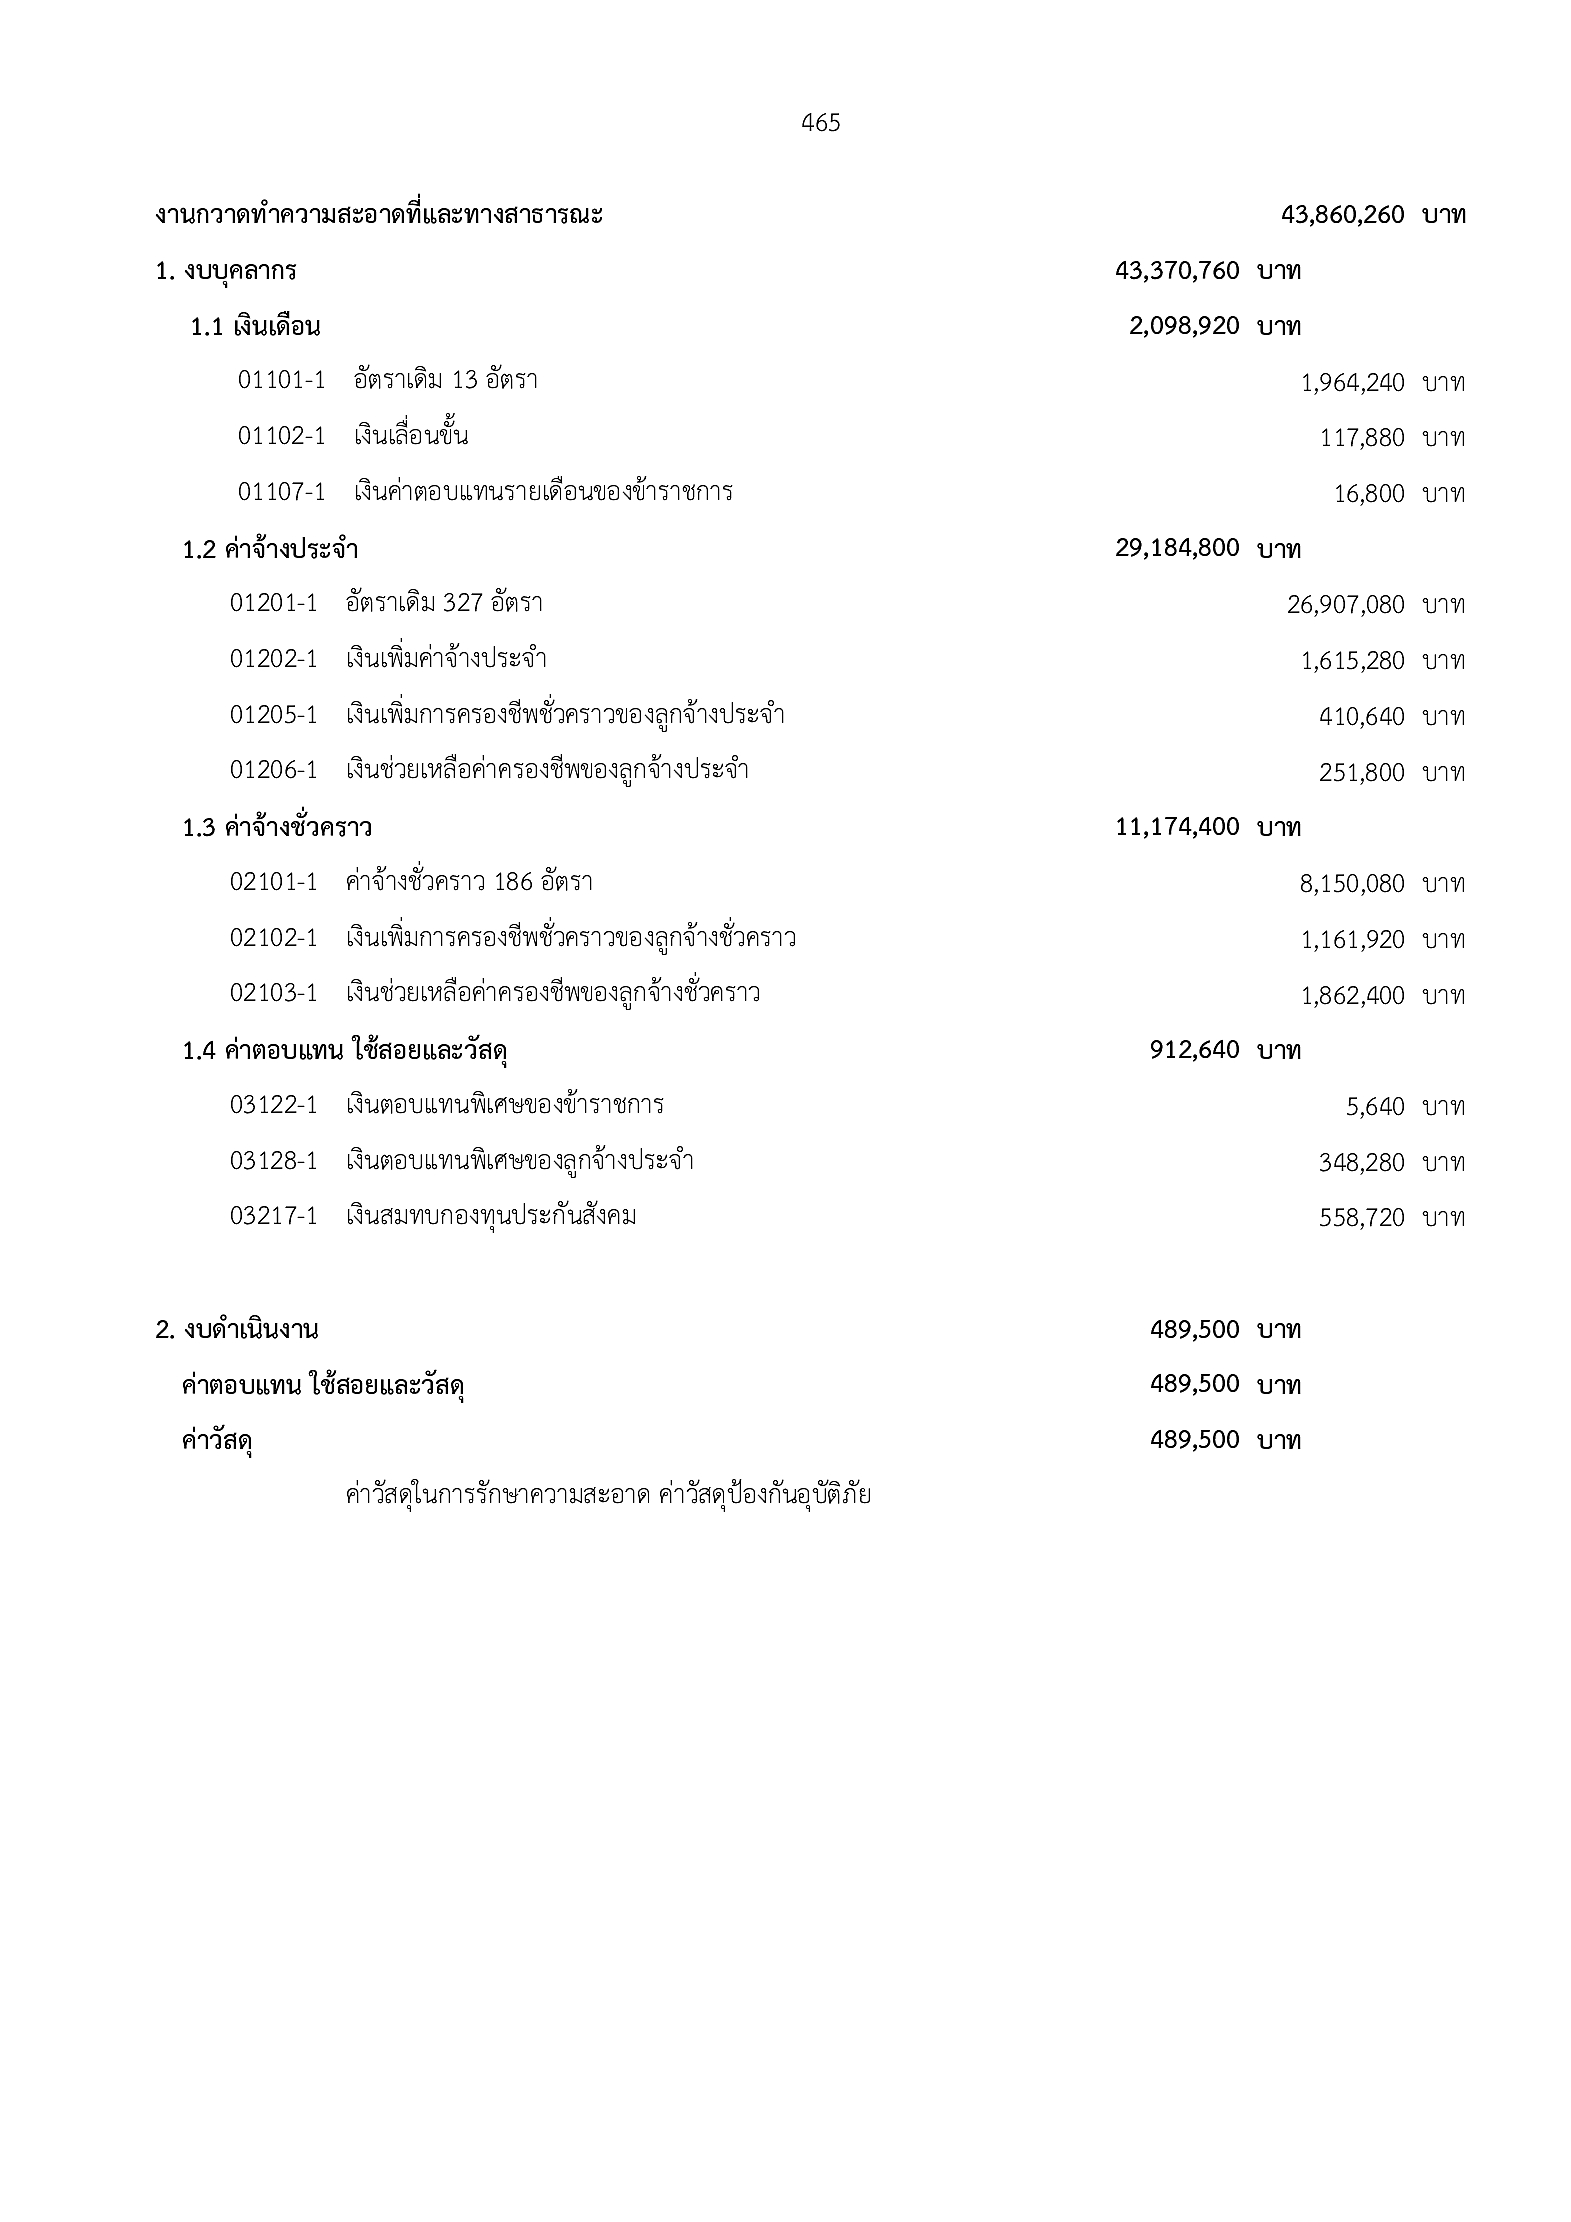 465
งานกวาดทำความสะอาดที่และทางสาธารณะ 43,860,260 บาท
1. งบบุคลากร 43,370,760 บาท
1.1 เงินเดือน 2,098,920 บาท
01101-1 อัตราเดิม 13 อัตรา 1,964,240 บาท
01102-1 เงินเลื่อนขั้น 117,880 บาท
01107-1 เงินค่าตอบแทนรายเดือนของข้าราชการ 16,800 บาท
1.2 ค่าจ้างประจำ 29,184,800 บาท
01201-1 อัตราเดิม 327 อัตรา 26,907,080 บาท
01202-1 เงินเพิ่มค่าจ้างประจำ 1,615,280 บาท
01205-1 เงินเพิ่มการครองชีพชั่วคราวของลูกจ้างประจำ 410,640 บาท
01206-1 เงินช่วยเหลือค่าครองชีพของลูกจ้างประจำ 251,800 บาท
1.3 ค่าจ้างชั่วคราว 11,174,400 บาท
02101-1 ค่าจ้างชั่วคราว 186 อัตรา 8,150,080 บาท
02102-1 เงินเพิ่มการครองชีพชั่วคราวของลูกจ้างชั่วคราว 1,161,920 บาท
02103-1 เงินช่วยเหลือค่าครองชีพของลูกจ้างชั่วคราว 1,862,400 บาท
1.4 ค่าตอบแทน ใช้สอยและวัสดุ 912,640 บาท
03122-1 เงินตอบแทนพิเศษของข้าราชการ 5,640 บาท
03128-1 เงินตอบแทนพิเศษของลูกจ้างประจำ 348,280 บาท
03217-1 เงินสมทบกองทุนประกันสังคม 558,720 บาท
2. งบดำเนินงาน 489,500 บาท
ค่าตอบแทน ใช้สอยและวัสดุ 489,500 บาท
ค่าวัสดุ 489,500 บาท
ค่าวัสดุในการรักษาความสะอาด ค่าวัสดุป้องกันอุบัติภัย